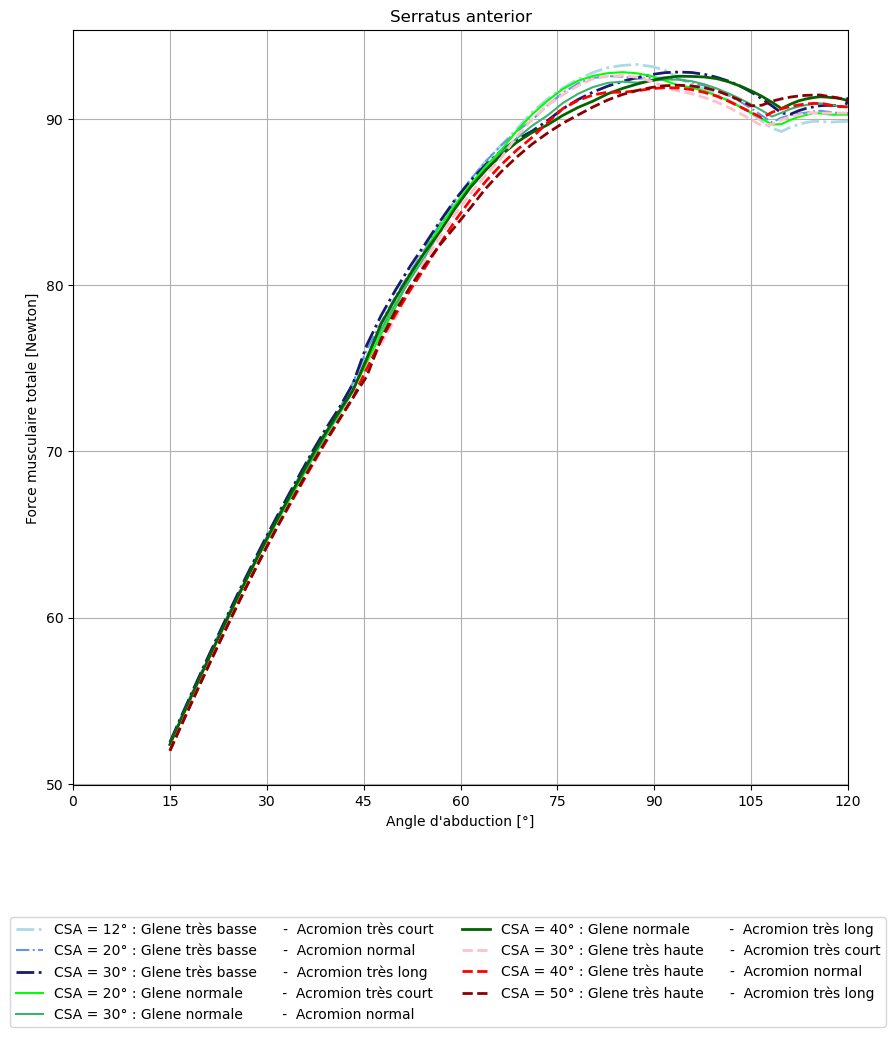 Serratus anterior
Force musculaire totale [Newton]
90
80
70
60
50
0 15 30 45 60 75 90 105 120
Angle d'abduction [°]
CSA = 12° : Glene très basse - Acromion très court
CSA = 20° : Glene très basse - Acromion normal
CSA = 30° : Glene très basse - Acromion très long
CSA = 20° : Glene normale - Acromion très court
CSA = 30° : Glene normale - Acromion normal
CSA = 40° : Glene normale - Acromion très long
CSA = 30° : Glene très haute - Acromion très court
CSA = 40° : Glene très haute - Acromion normal
CSA = 50° : Glene très haute - Acromion très long